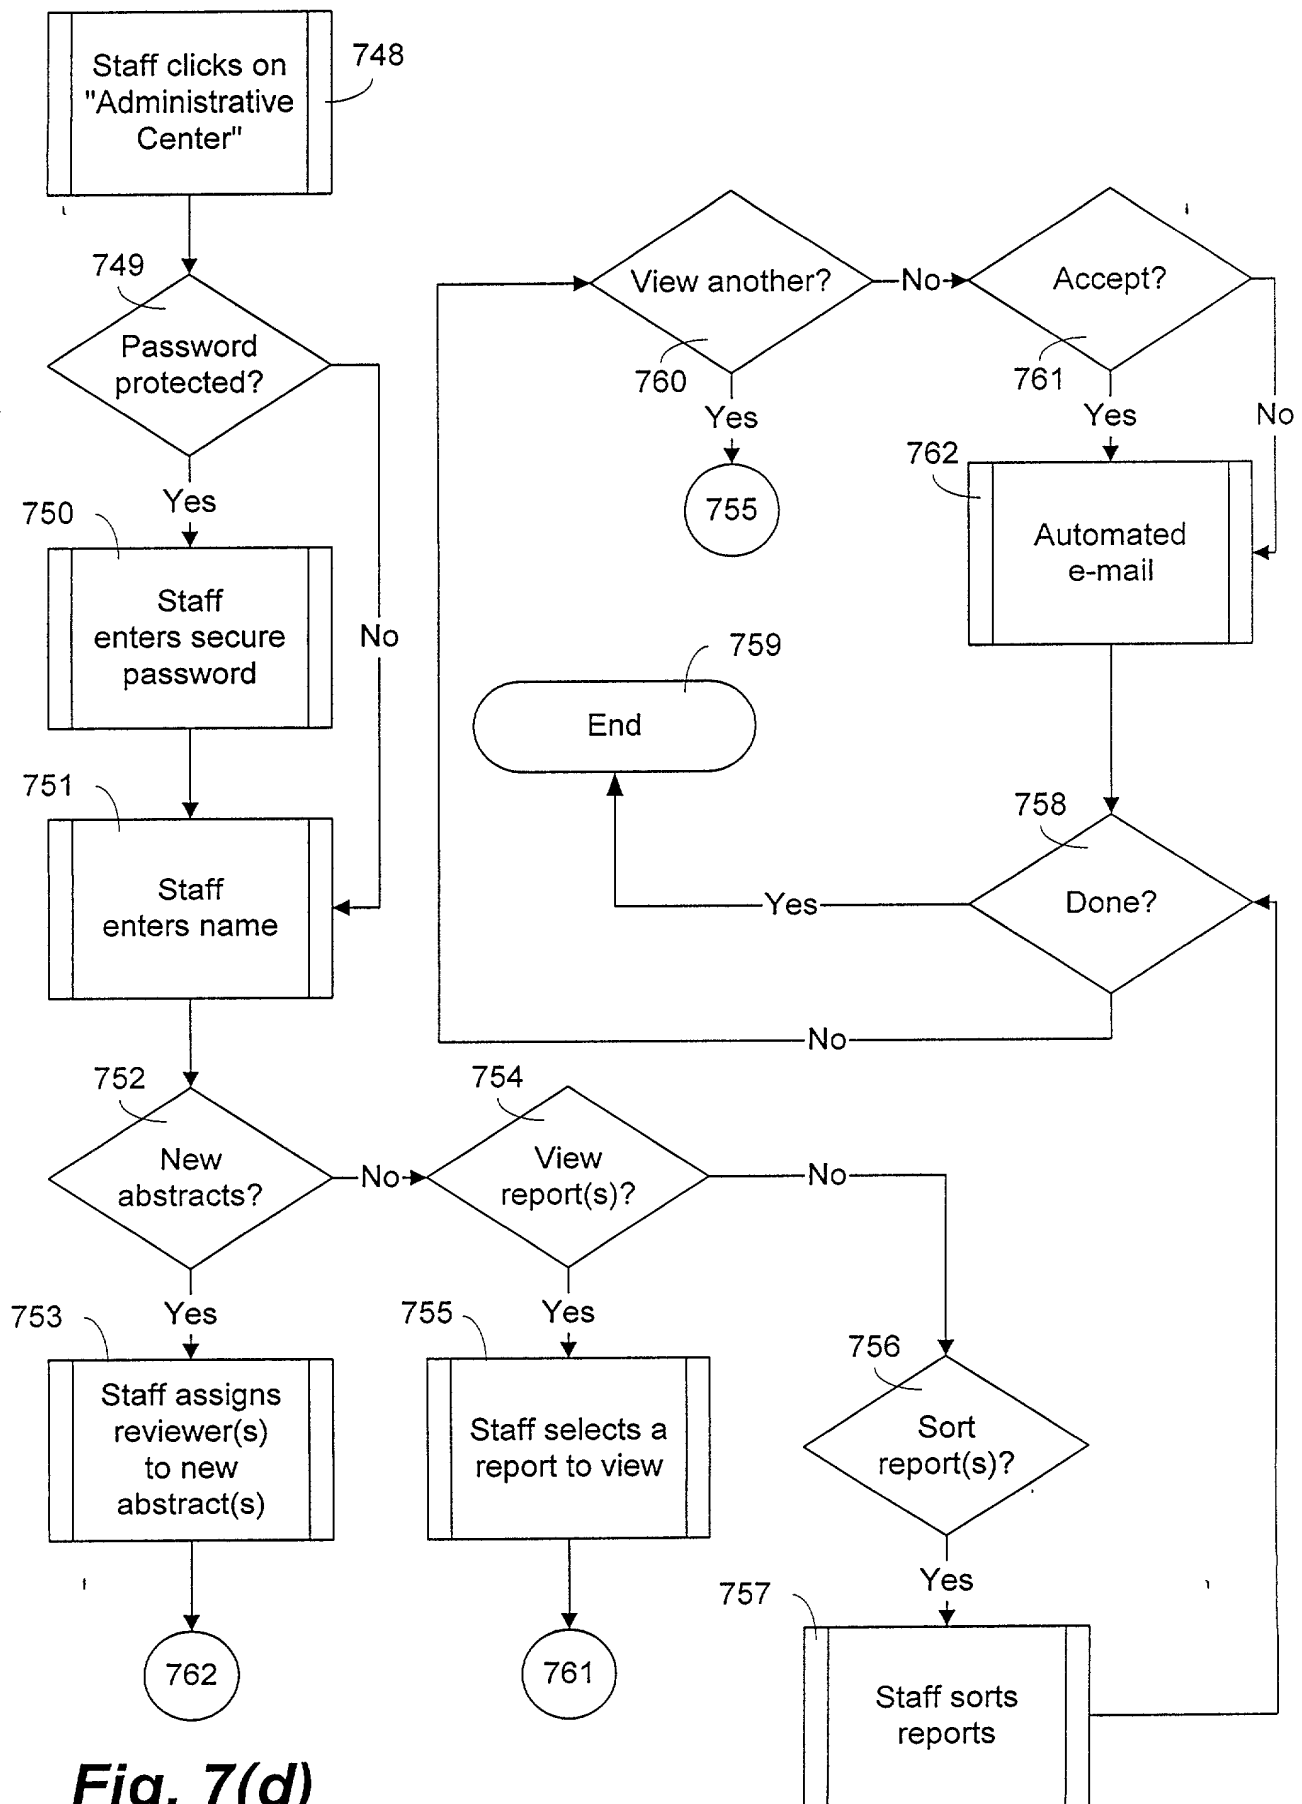 Staff clicks on
"Administrative
Center"
748
749
Password
protected?
Yes
No
750
Staff
enters secure
password
751
Staff
enters name
View another?
760
No
Accept?
761
Yes
755
Yes
No
762
Automated
e-mail
759
End
758
Done?
Yes
No
752
New
abstracts?
No
754
View
report(s)?
No
Yes
753
Staff assigns
reviewer(s)
to new
abstract(s)
762
Yes
755
Staff selects a
report to view
761
756
Sort
report(s)?
Yes
757
Staff sorts
reports
Fig. 7(d)